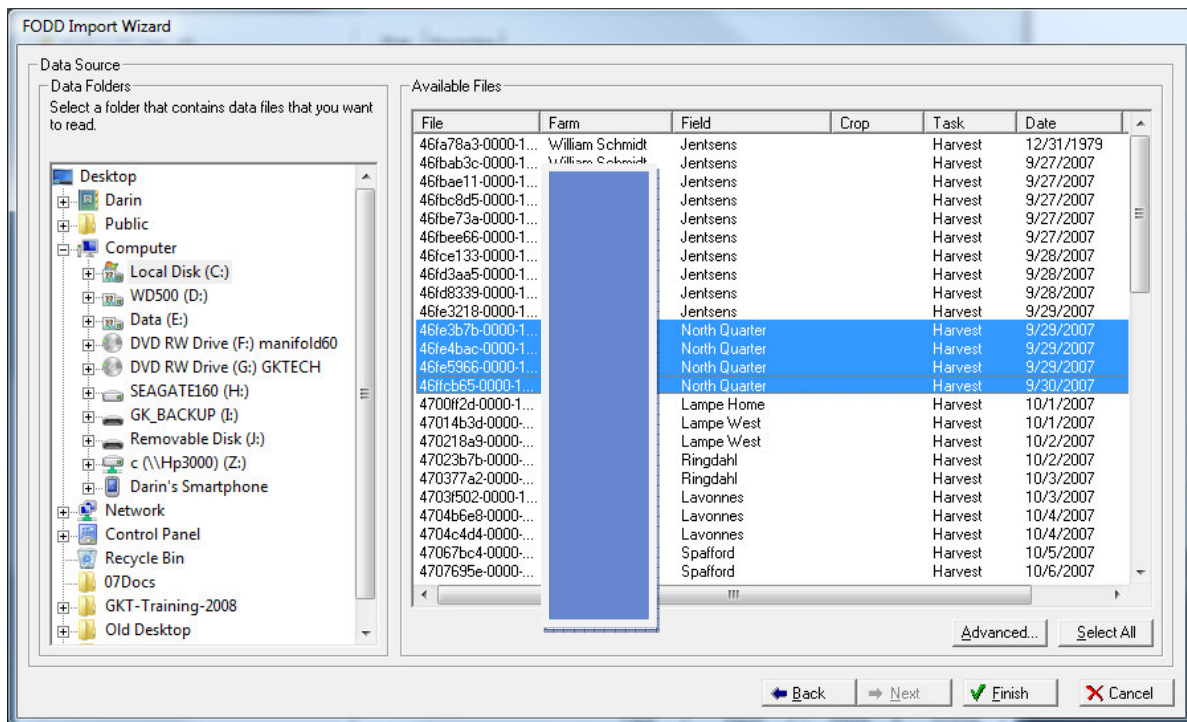 FODD Import Wizard
Data Source
Data Folders
Select a folder that contains data files that you want
to read.
Desktop
Darin
Public
Computer
Local Disk (C:)
WD500 (D:)
Data (E:)
DVD RW Drive (F:) manifold60
DVD RW Drive (G:) GKTECH
SEAGATE160 (H:)
GK_BACKUP (I:)
Removable Disk (J:)
c (\\Hp3000) (Z:)
Darin's Smartphone
Network
Control Panel
Recycle Bin
07Docs
GKT-Training-2008
Old Desktop
Available Files
File Farm Field Crop Task Date
46fa78a3-0000-1... William Schmidt Jentsens Harvest 12/31/1979
46fbab3c-0000-1... William Schmidt Jentsens Harvest 9/27/2007
46fbae11-0000-1... Jentsens Harvest 9/27/2007
46fbc8d5-0000-1... Jentsens Harvest 9/27/2007
46fbe73a-0000-1... Jentsens Harvest 9/27/2007
46fbee66-0000-1... Jentsens Harvest 9/27/2007
46fce133-0000-1... Jentsens Harvest 9/28/2007
46fd3aa5-0000-1... Jentsens Harvest 9/28/2007
46fd8339-0000-1... Jentsens Harvest 9/28/2007
46fe3218-0000-1... Jentsens Harvest 9/29/2007
46fe3b7b-0000-1... North Quarter Harvest 9/29/2007
46fe4bac-0000-1... North Quarter Harvest 9/29/2007
46fe5966-0000-1... North Quarter Harvest 9/29/2007
46ffcb65-0000-1... North Quarter Harvest 9/30/2007
4700ff2d-0000-1... Lampe Home Harvest 10/1/2007
47014b3d-0000-... Lampe West Harvest 10/1/2007
470218a9-0000-... Lampe West Harvest 10/2/2007
47023b7b-0000-... Ringdahl Harvest 10/2/2007
470377a2-0000-... Ringdahl Harvest 10/3/2007
4703f502-0000-1... Lavonnes Harvest 10/3/2007
4704b6e8-0000-... Lavonnes Harvest 10/4/2007
4704c4d4-0000-... Lavonnes Harvest 10/4/2007
47067bc4-0000-... Spafford Harvest 10/5/2007
4707695e-0000-... Spafford Harvest 10/6/2007
Advanced... Select All
Back Next Finish Cancel